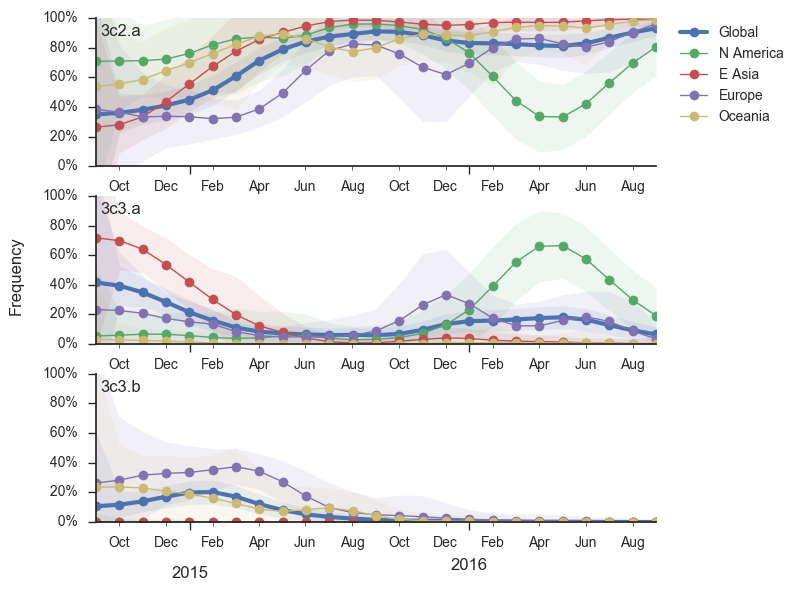 100%
80%
60%
40%
20%
0%
3c2.a
Oct Dec Feb Apr Jun Aug Oct Dec Feb Apr Jun Aug
Global
N America
E Asia
Europe
Oceania
Frequency
100%
80%
60%
40%
20%
0%
3c3.a
Oct Dec Feb Apr Jun Aug Oct Dec Feb Apr Jun Aug
100%
80%
60%
40%
20%
0%
3c3.b
Oct Dec Feb Apr Jun Aug Oct Dec Feb Apr Jun Aug
2015 2016